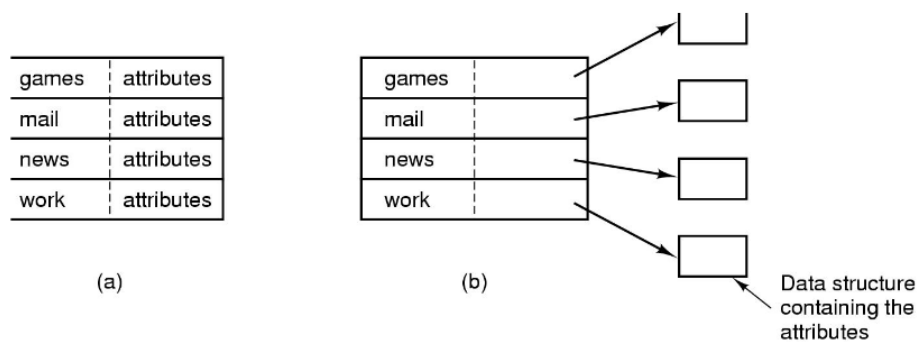 games attributes
mail attributes
news attributes
work attributes
(a)
games
mail
news
work
(b)
Data structure
containing the
attributes